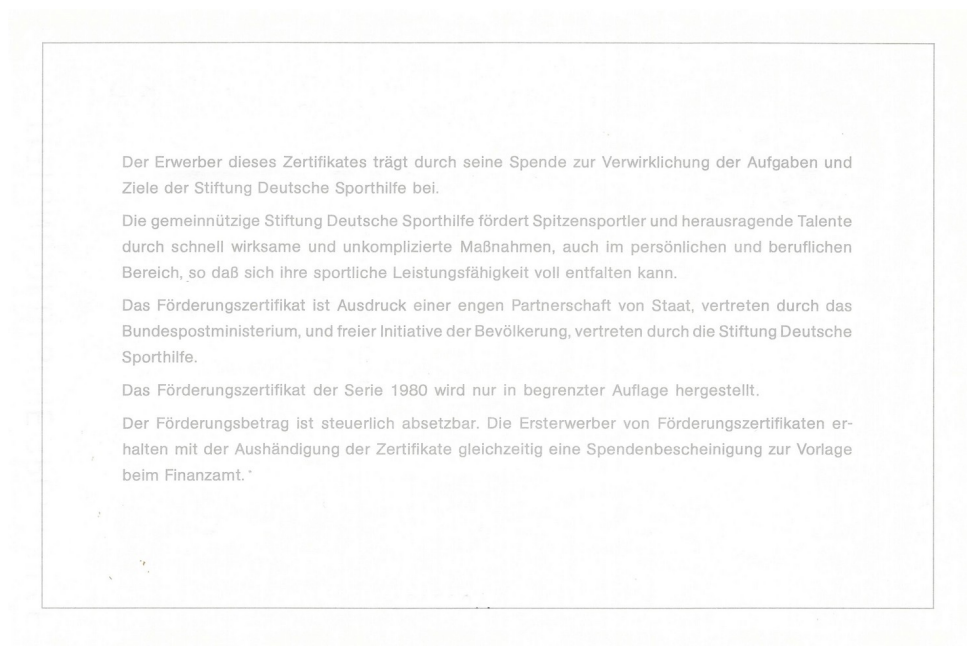 Der Erwerber dieses Zertifikates trägt durch seine Spende zur Verwirklichung der Aufgaben und
Ziele der Stiftung Deutsche Sporthilfe bei.
Die gemeinnützige Stiftung Deutsche Sporthilfe fördert Spitzensportler und herausragende Talente
durch schnell wirksame und unkomplizierte Maßnahmen, auch im persönlichen und beruflichen
Bereich, so daß sich ihre sportliche Leistungsfähigkeit voll entfalten kann.
Das Förderungszertifikat ist Ausdruck einer engen Partnerschaft von Staat, vertreten durch das
Bundespostministerium, und freier Initiative der Bevölkerung, vertreten durch die Stiftung Deutsche
Sporthilfe.
Das Förderungszertifikat der Serie 1980 wird nur in begrenzter Auflage hergestellt.
Der Förderungsbetrag ist steuerlich absetzbar. Die Ersterwerber von Förderungszertifikaten er-
halten mit der Aushändigung der Zertifikate gleichzeitig eine Spendenbescheinigung zur Vorlage
beim Finanzamt.